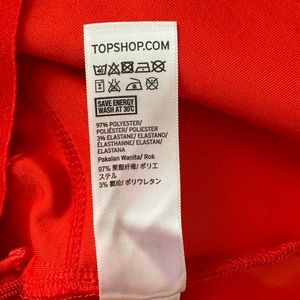 TOPSHOP.COM
SAVE ENERGY
WASH AT 30°C
97% POLYESTER/
POLIÉSTER/ POLIESTER
3% ELASTANE/ ELASTANO/
ÉLASTHANNE/ ELASTAN/
ELASTANA
Pakaian Wanita/ Rok
97% 聚酯纤维/ ポリエ
ステル
3% 氨纶/ ポリウレタン